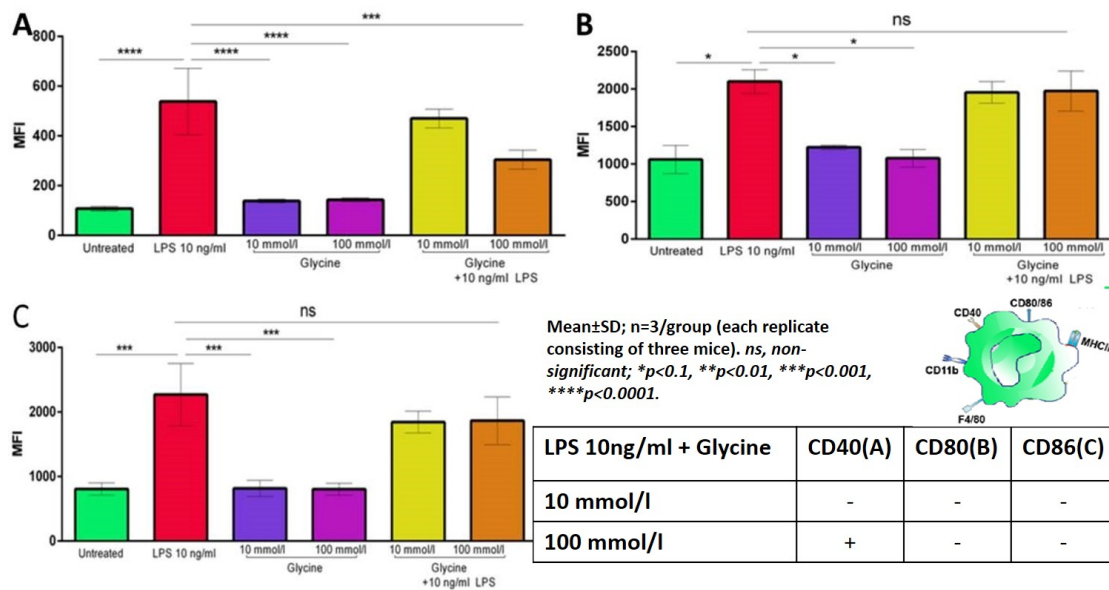 A
***
****
****
****
800
600
400
200
0
MFI
Untreated
LPS 10 ng/ml
10 mmol/l
100 mmol/l
Glycine
10 mmol/l
100 mmol/l
Glycine
+10 ng/ml LPS
B
ns
*
*
*
2500
2000
1500
1000
500
0
MFI
Untreated
LPS 10 ng/ml
10 mmol/l
100 mmol/l
Glycine
10 mmol/l
100 mmol/l
Glycine
+10 ng/ml LPS
C
ns
***
***
***
3000
2000
1000
0
MFI
Untreated
LPS 10 ng/ml
10 mmol/l
100 mmol/l
Glycine
10 mmol/l
100 mmol/l
Glycine
+10 ng/ml LPS
Mean±SD; n=3/group (each replicate
consisting of three mice). ns, non-
significant; *p<0.1, **p<0.01, ***p<0.001,
****p<0.0001.
CD80/86
CD40
CD11b
F4/80
LPS 10ng/ml + Glycine CD40(A) CD80(B) CD86(C)
10 mmol/l - - -
100 mmol/l + - -